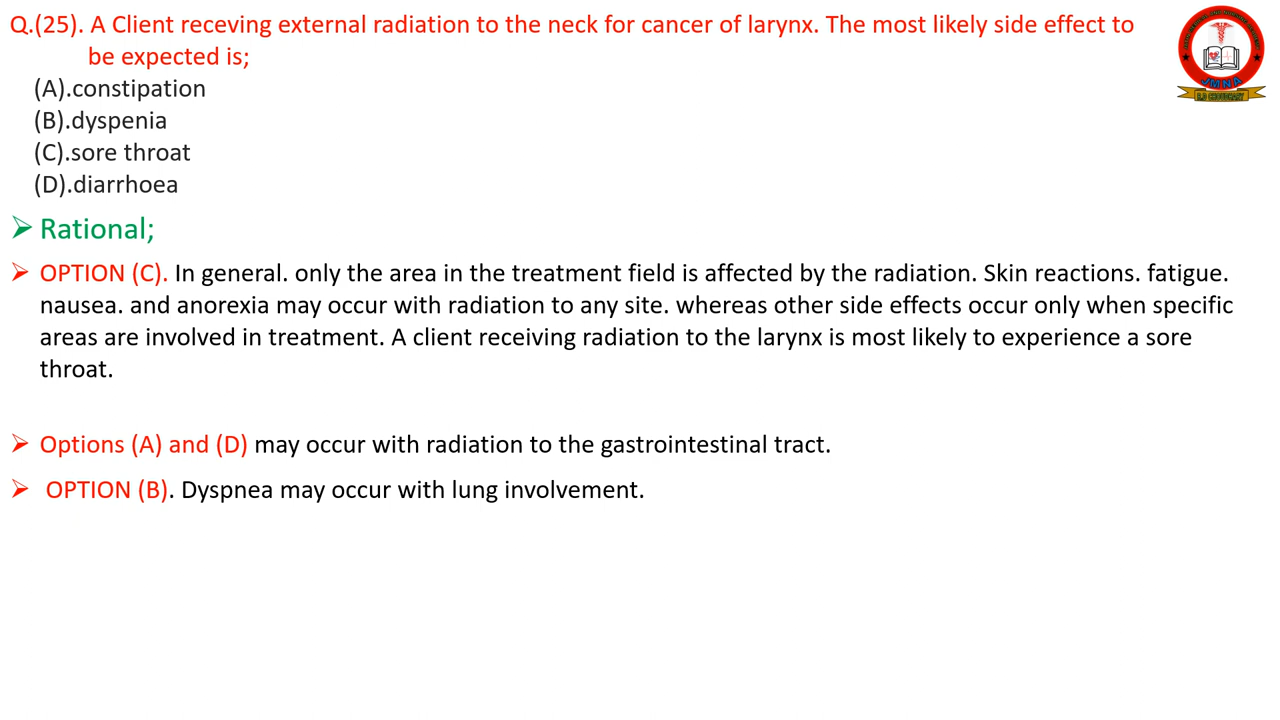 Q.(25). A Client receving external radiation to the neck for cancer of larynx. The most likely side effect to
be expected is;
(A).constipation
(B).dyspenia
(C).sore throat
(D).diarrhoea
➢ Rational;
➢ OPTION (C). In general. only the area in the treatment field is affected by the radiation. Skin reactions. fatigue.
nausea. and anorexia may occur with radiation to any site. whereas other side effects occur only when specific
areas are involved in treatment. A client receiving radiation to the larynx is most likely to experience a sore
throat.
➢ Options (A) and (D) may occur with radiation to the gastrointestinal tract.
➢ OPTION (B). Dyspnea may occur with lung involvement.
JMNA